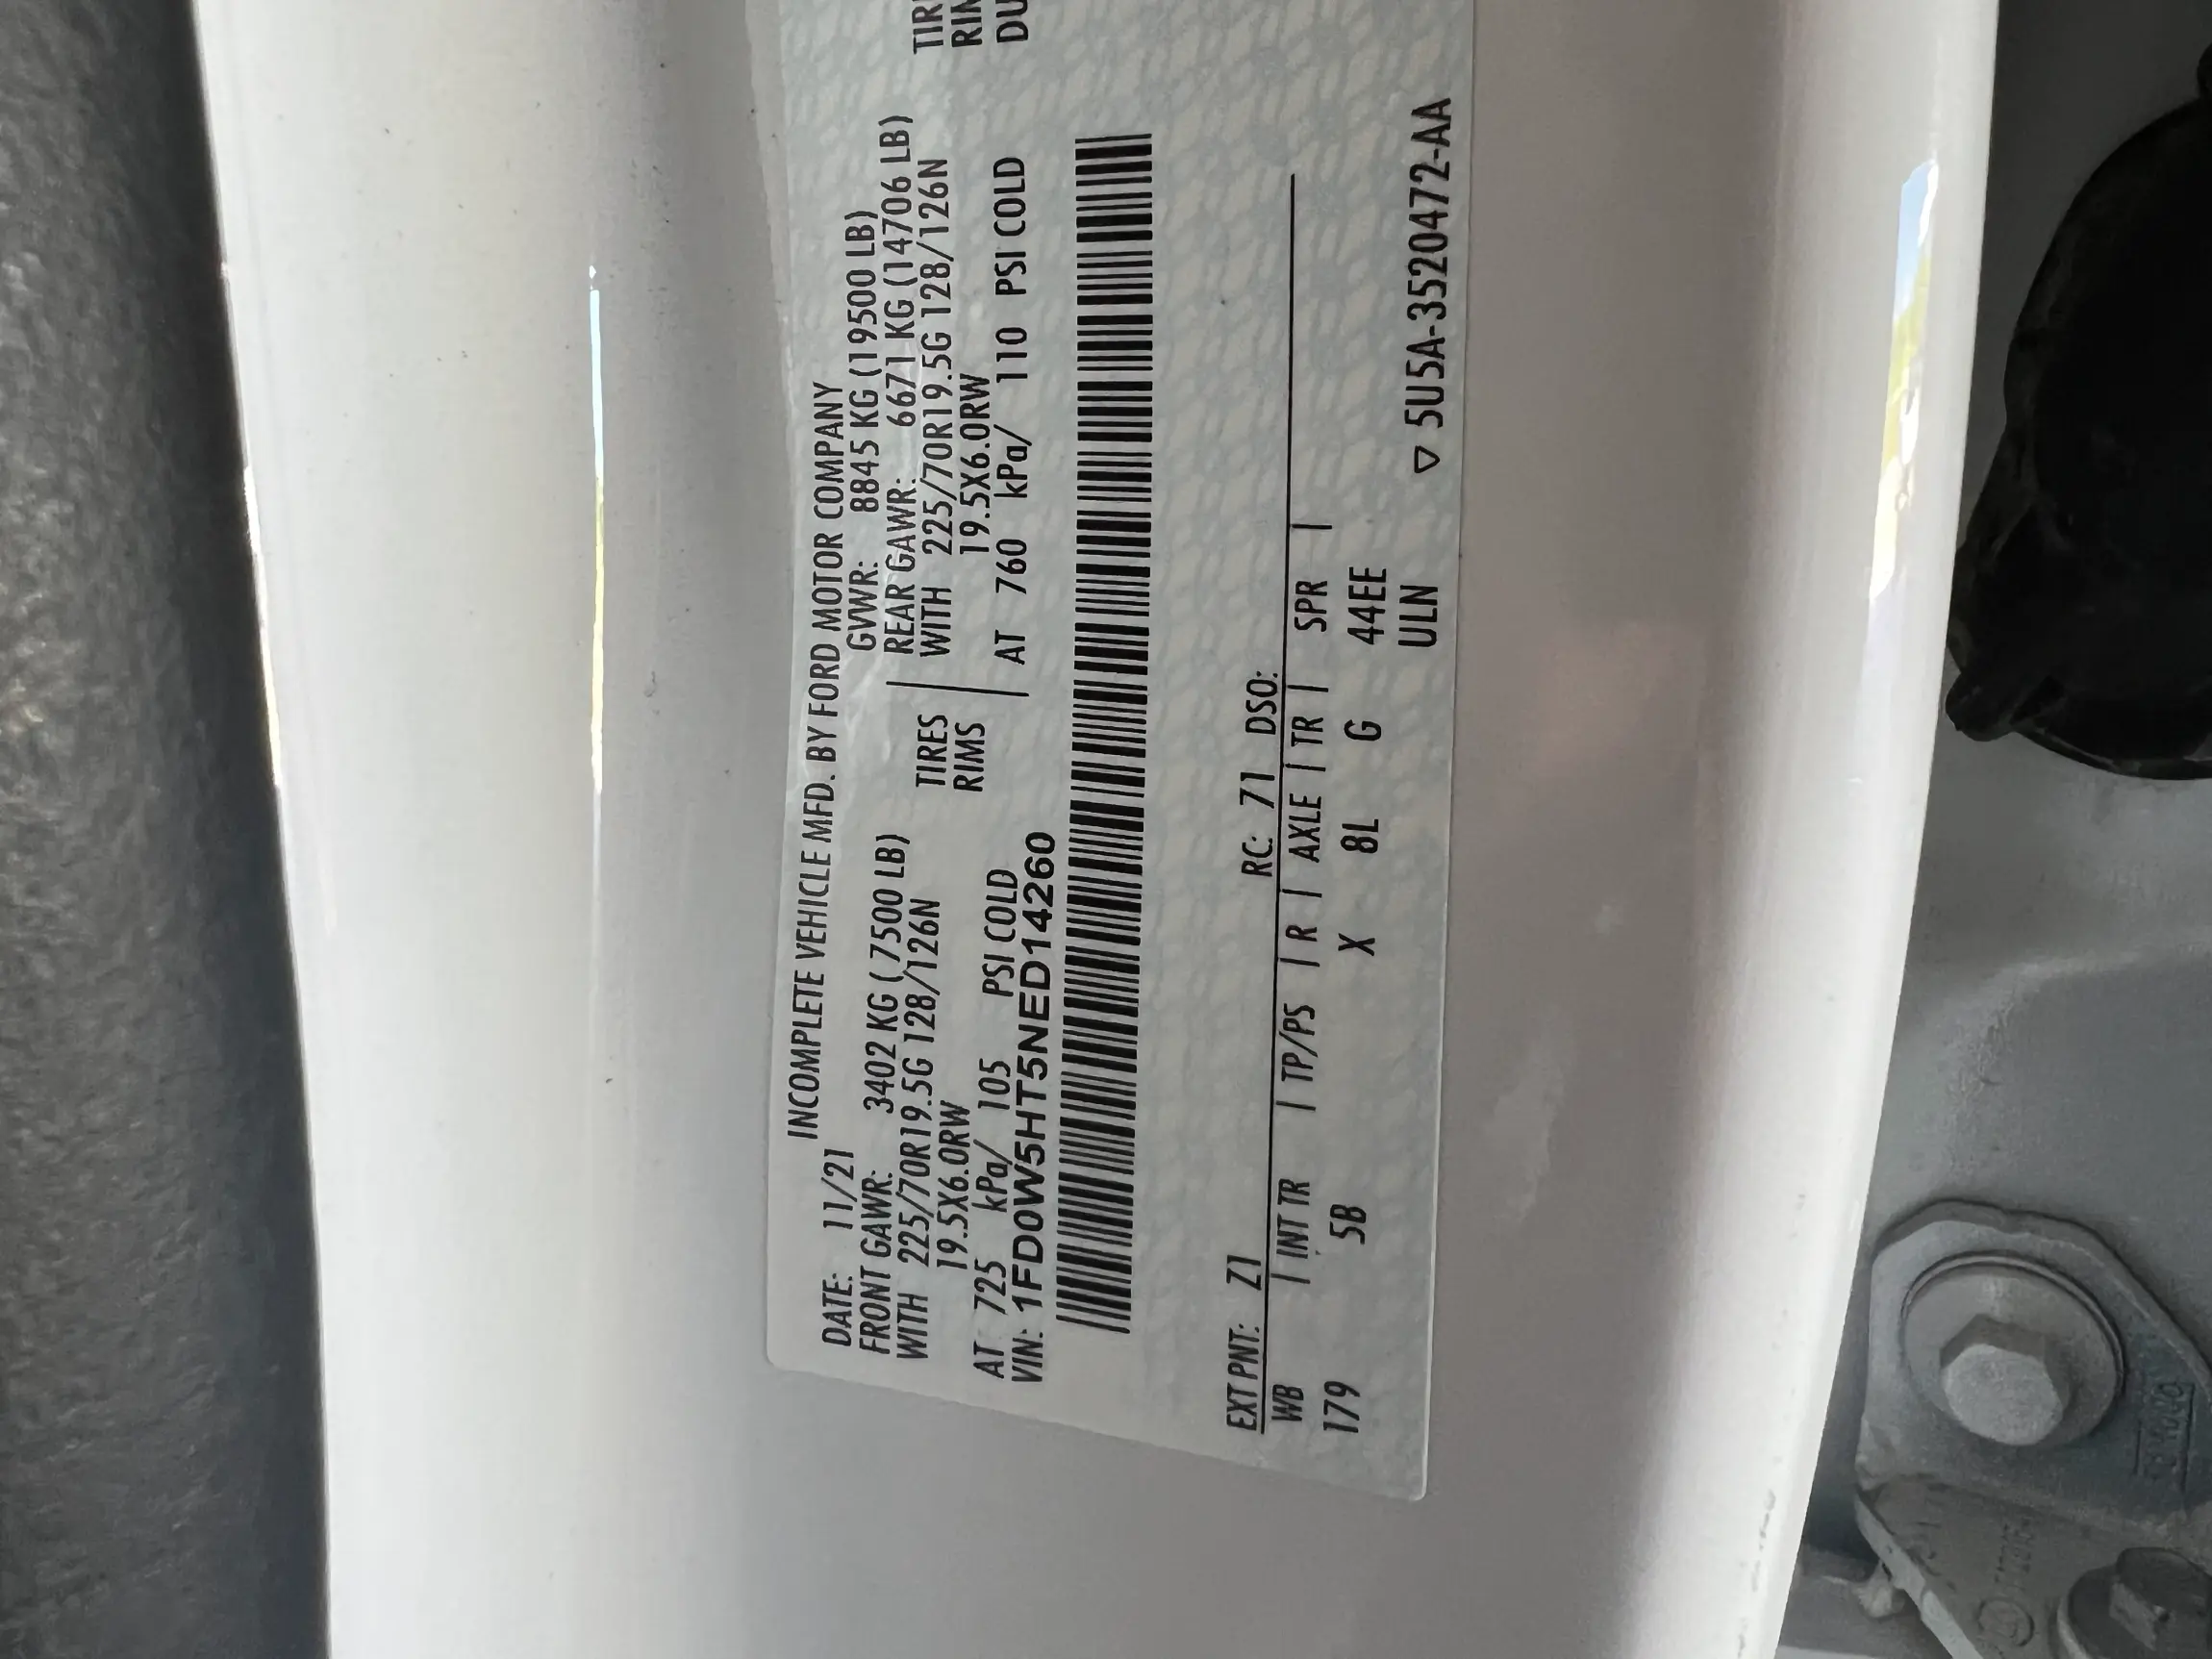 INCOMPLETE VEHICLE MFD. BY FORD MOTOR COMPANY
DATE: 11/21 GVWR: 8845 KG (19500 LB)
FRONT GAWR: 3402 KG (7500 LB) REAR GAWR: 6671 KG (14706 LB)
WITH 225/70R19.5G 128/126N TIRES WITH 225/70R19.5G 128/126N
19.5X6.0RW RIMS 19.5X6.0RW
AT 725 kPa/ 105 PSI COLD AT 760 kPa/ 110 PSI COLD
VIN: 1FD0W5HT5NED14260
EXT PNT: Z1 RC: 71 DSO:
WB | INT TR | TP/PS | R | AXLE | TR | SPR |
179 5B X 8L G 44EE
ULN
▽ 5U5A-3520472-AA